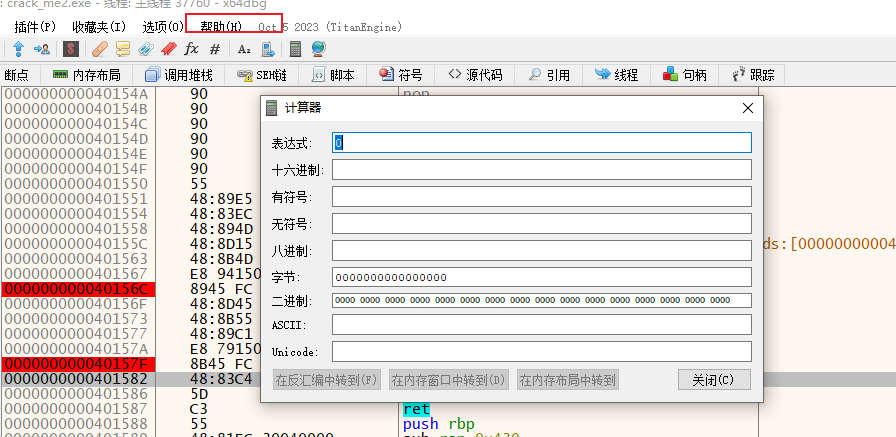 : crack_me2.exe - 线程: 主线程 37760 - x64dbg
插件(P) 收藏夹(I) 选项(O) 帮助(H) Oct 5 2023 (TitanEngine)
断点 内存布局 调用堆栈 SEH链 脚本 符号 源代码 引用 线程 句柄 跟踪
000000000040154A 90 nop
000000000040154B 90
000000000040154C 90
000000000040154D 90
000000000040154E 90
000000000040154F 90
0000000000401550 55
0000000000401551 48:89E5
0000000000401554 48:83EC
0000000000401558 48:894D
000000000040155C 48:8D15 ds:[00000000004
0000000000401563 48:8B4D
0000000000401567 E8 94150
000000000040156C 8945 FC
000000000040156F 48:8D45
0000000000401573 48:8B55
0000000000401577 48:89C1
000000000040157A E8 79150
000000000040157F 8B45 FC
0000000000401582 48:83C4
0000000000401586 5D
0000000000401587 C3 ret
0000000000401588 55 push rbp
0000000000401589 48:81EC 30040000 sub rsp,0x430
计算器
表达式: 0
十六进制:
有符号:
无符号:
八进制:
字节: 0000000000000000
二进制: 0000 0000 0000 0000 0000 0000 0000 0000 0000 0000 0000 0000 0000 0000 0000 0000
ASCII:
Unicode:
在反汇编中转到(F) 在内存窗口中转到(D) 在内存布局中转到 关闭(C)